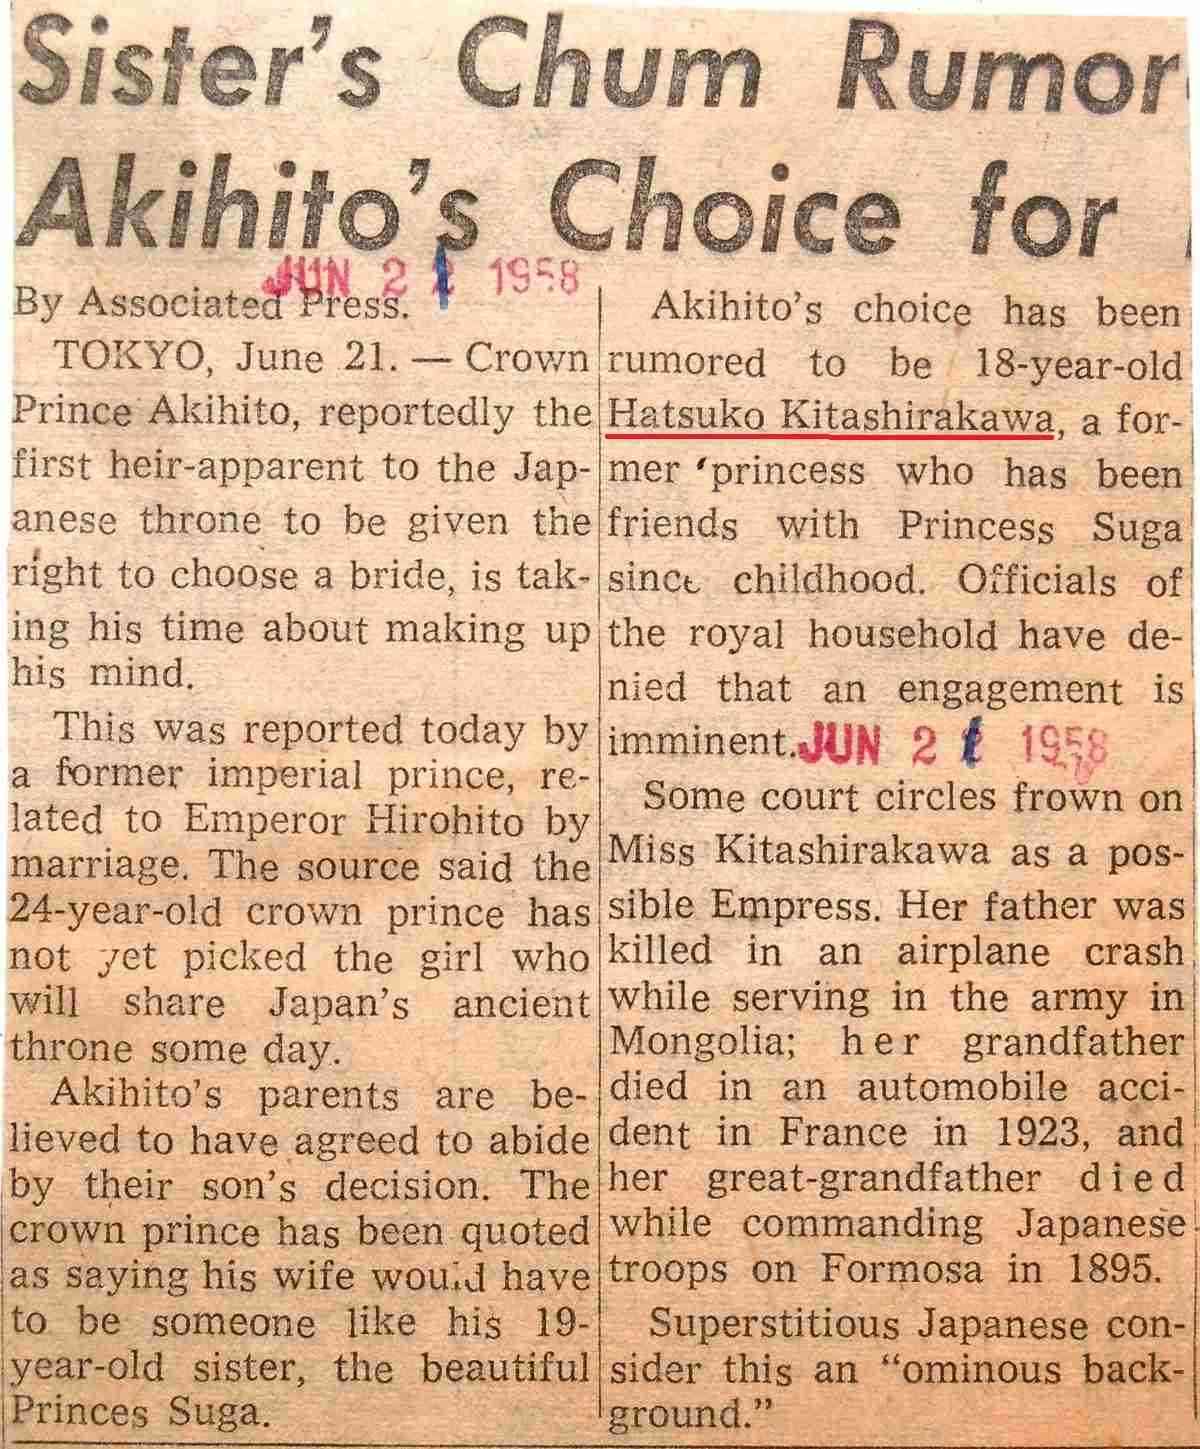 Sister's Chum Rumor
Akihito's Choice for
JUN 21 1958
By Associated Press.
TOKYO, June 21. — Crown
Prince Akihito, reportedly the
first heir-apparent to the Jap-
anese throne to be given the
right to choose a bride, is tak-
ing his time about making up
his mind.
This was reported today by
a former imperial prince, re-
lated to Emperor Hirohito by
marriage. The source said the
24-year-old crown prince has
not yet picked the girl who
will share Japan's ancient
throne some day.
Akihito's parents are be-
lieved to have agreed to abide
by their son's decision. The
crown prince has been quoted
as saying his wife would have
to be someone like his 19-
year-old sister, the beautiful
Princes Suga.
Akihito's choice has been
rumored to be 18-year-old
Hatsuko Kitashirakawa, a for-
mer princess who has been
friends with Princess Suga
since childhood. Officials of
the royal household have de-
nied that an engagement is
imminent. JUN 21 1958
Some court circles frown on
Miss Kitashirakawa as a pos-
sible Empress. Her father was
killed in an airplane crash
while serving in the army in
Mongolia; her grandfather
died in an automobile acci-
dent in France in 1923, and
her great-grandfather died
while commanding Japanese
troops on Formosa in 1895.
Superstitious Japanese con-
sider this an “ominous back-
ground.”